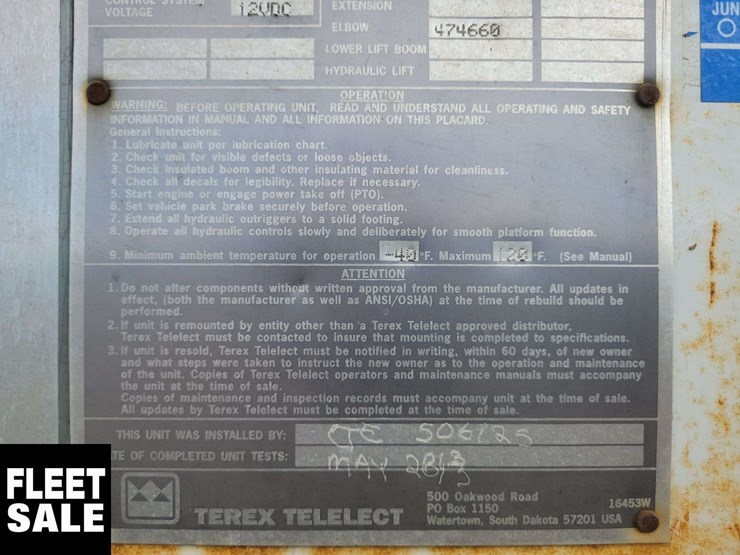 CONTROL SYSTEM
VOLTAGE
12VDC
EXTENSION
ELBOW
474660
LOWER LIFT BOOM
HYDRAULIC LIFT
JUN
OPERATION
WARNING: BEFORE OPERATING UNIT, READ AND UNDERSTAND ALL OPERATING AND SAFETY
INFORMATION IN MANUAL AND ALL INFORMATION ON THIS PLACARD.
General Instructions:
1. Lubricate unit per lubrication chart.
2. Check unit for visible defects or loose objects.
3. Check insulated boom and other insulating material for cleanliness.
4. Check all decals for legibility. Replace if necessary.
5. Start engine or engage power take off (PTO).
6. Set vehicle park brake securely before operation.
7. Extend all hydraulic outriggers to a solid footing.
8. Operate all hydraulic controls slowly and deliberately for smooth platform function.
9. Minimum ambient temperature for operation -40 °F. Maximum °F. (See Manual)
ATTENTION
1. Do not alter components without written approval from the manufacturer. All updates in
effect, (both the manufacturer as well as ANSI/OSHA) at the time of rebuild should be
performed.
2. If unit is remounted by entity other than a Terex Telelect approved distributor,
Terex Telelect must be contacted to insure that mounting is completed to specifications.
3. If unit is resold, Terex Telelect must be notified in writing, within 60 days, of new owner
and what steps were taken to instruct the new owner as to the operation and maintenance
of the unit. Copies of Terex Telelect operators and maintenance manuals must accompany
the unit at the time of sale.
Copies of maintenance and inspection records must accompany unit at the time of sale.
All updates by Terex Telelect must be completed at the time of sale.
THIS UNIT WAS INSTALLED BY:
CTE 506125
TE OF COMPLETED UNIT TESTS:
MAY
TEREX TELELECT
500 Oakwood Road
PO Box 1150
Watertown, South Dakota 57201 USA
16453W
FLEET
SALE